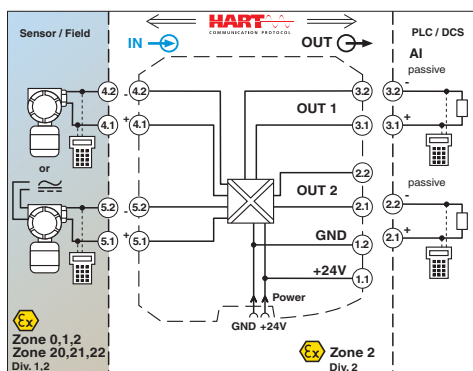 Sensor / Field
HART
COMMUNICATION PROTOCOL
PLC / DCS
IN
OUT
AI
passive
4.2 - 4.2
3.2 3.2 -
OUT 1
4.1 + 4.1
3.1 3.1 +
or
2.2
passive
OUT 2
2.2 -
5.2 - 5.2
2.1
GND
2.1 +
5.1 + 5.1
1.2
+24V
1.1
Power
GND +24V
Ex
Zone 0,1,2
Zone 20,21,22
Div. 1,2
Ex
Zone 2
Div. 2